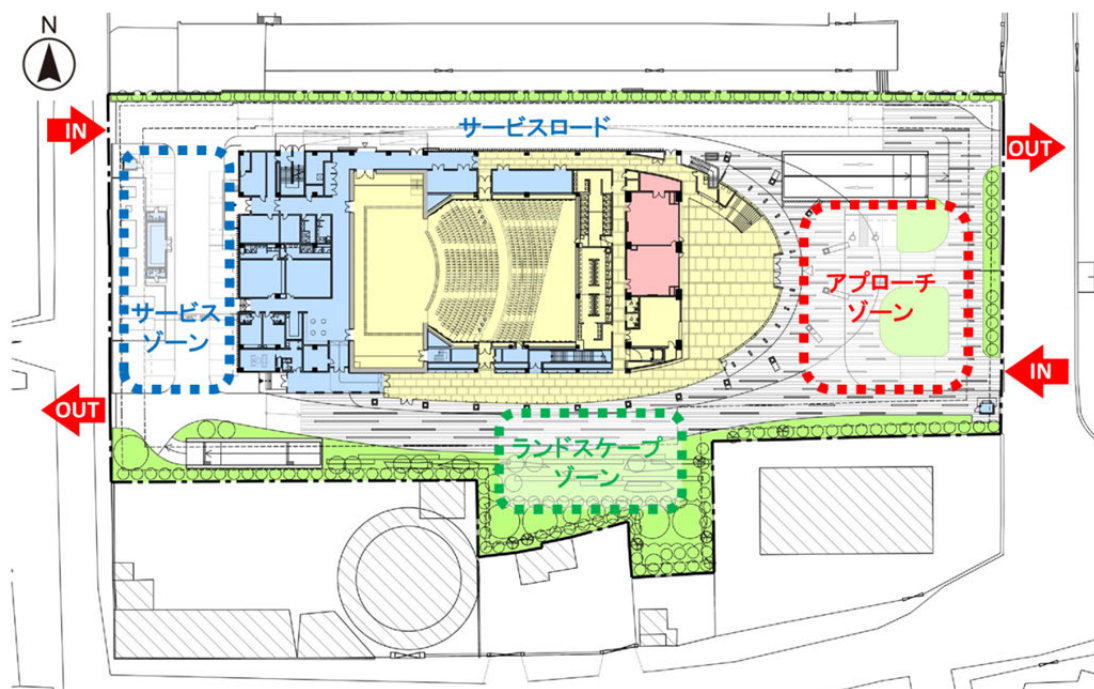 N
IN
サービスロード
OUT
サービス
ゾーン
アプローチ
ゾーン
IN
OUT
ランドスケープ
ゾーン